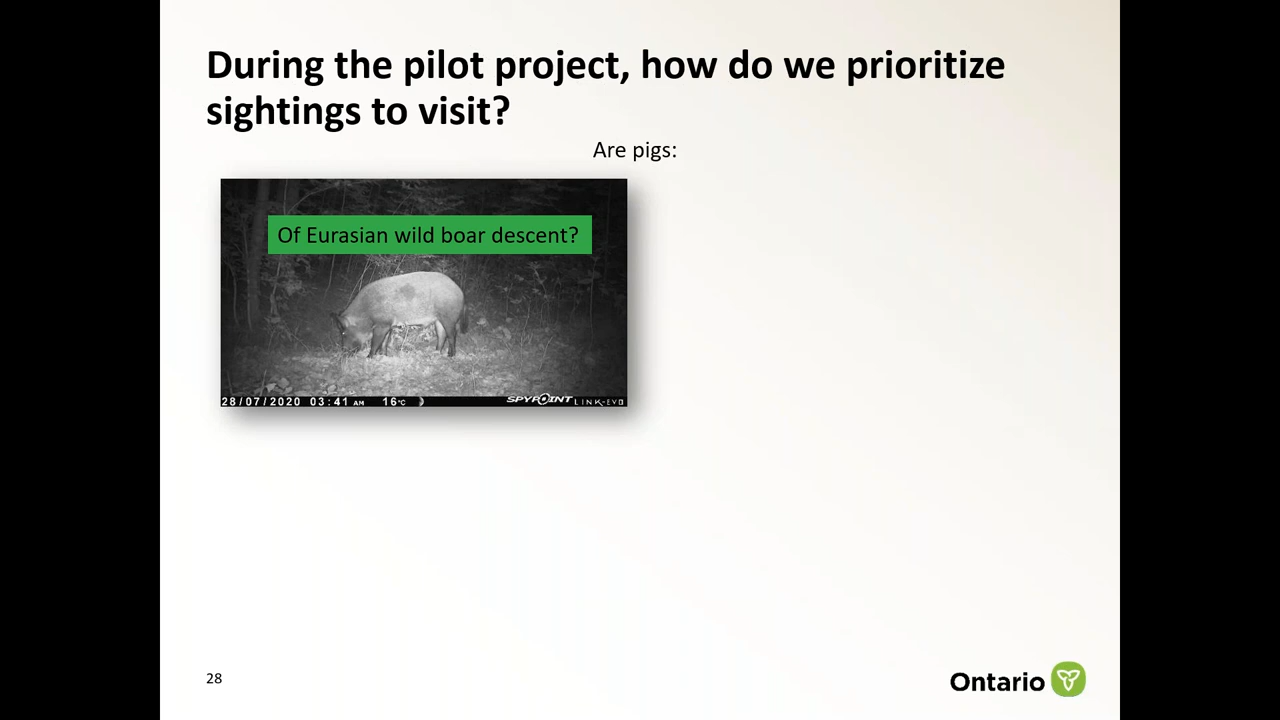 During the pilot project, how do we prioritize
sightings to visit?
Are pigs:
Of Eurasian wild boar descent?
28/07/2020 03:41 AM 16°C
SPYPOINT LINK-EVO
28
Ontario